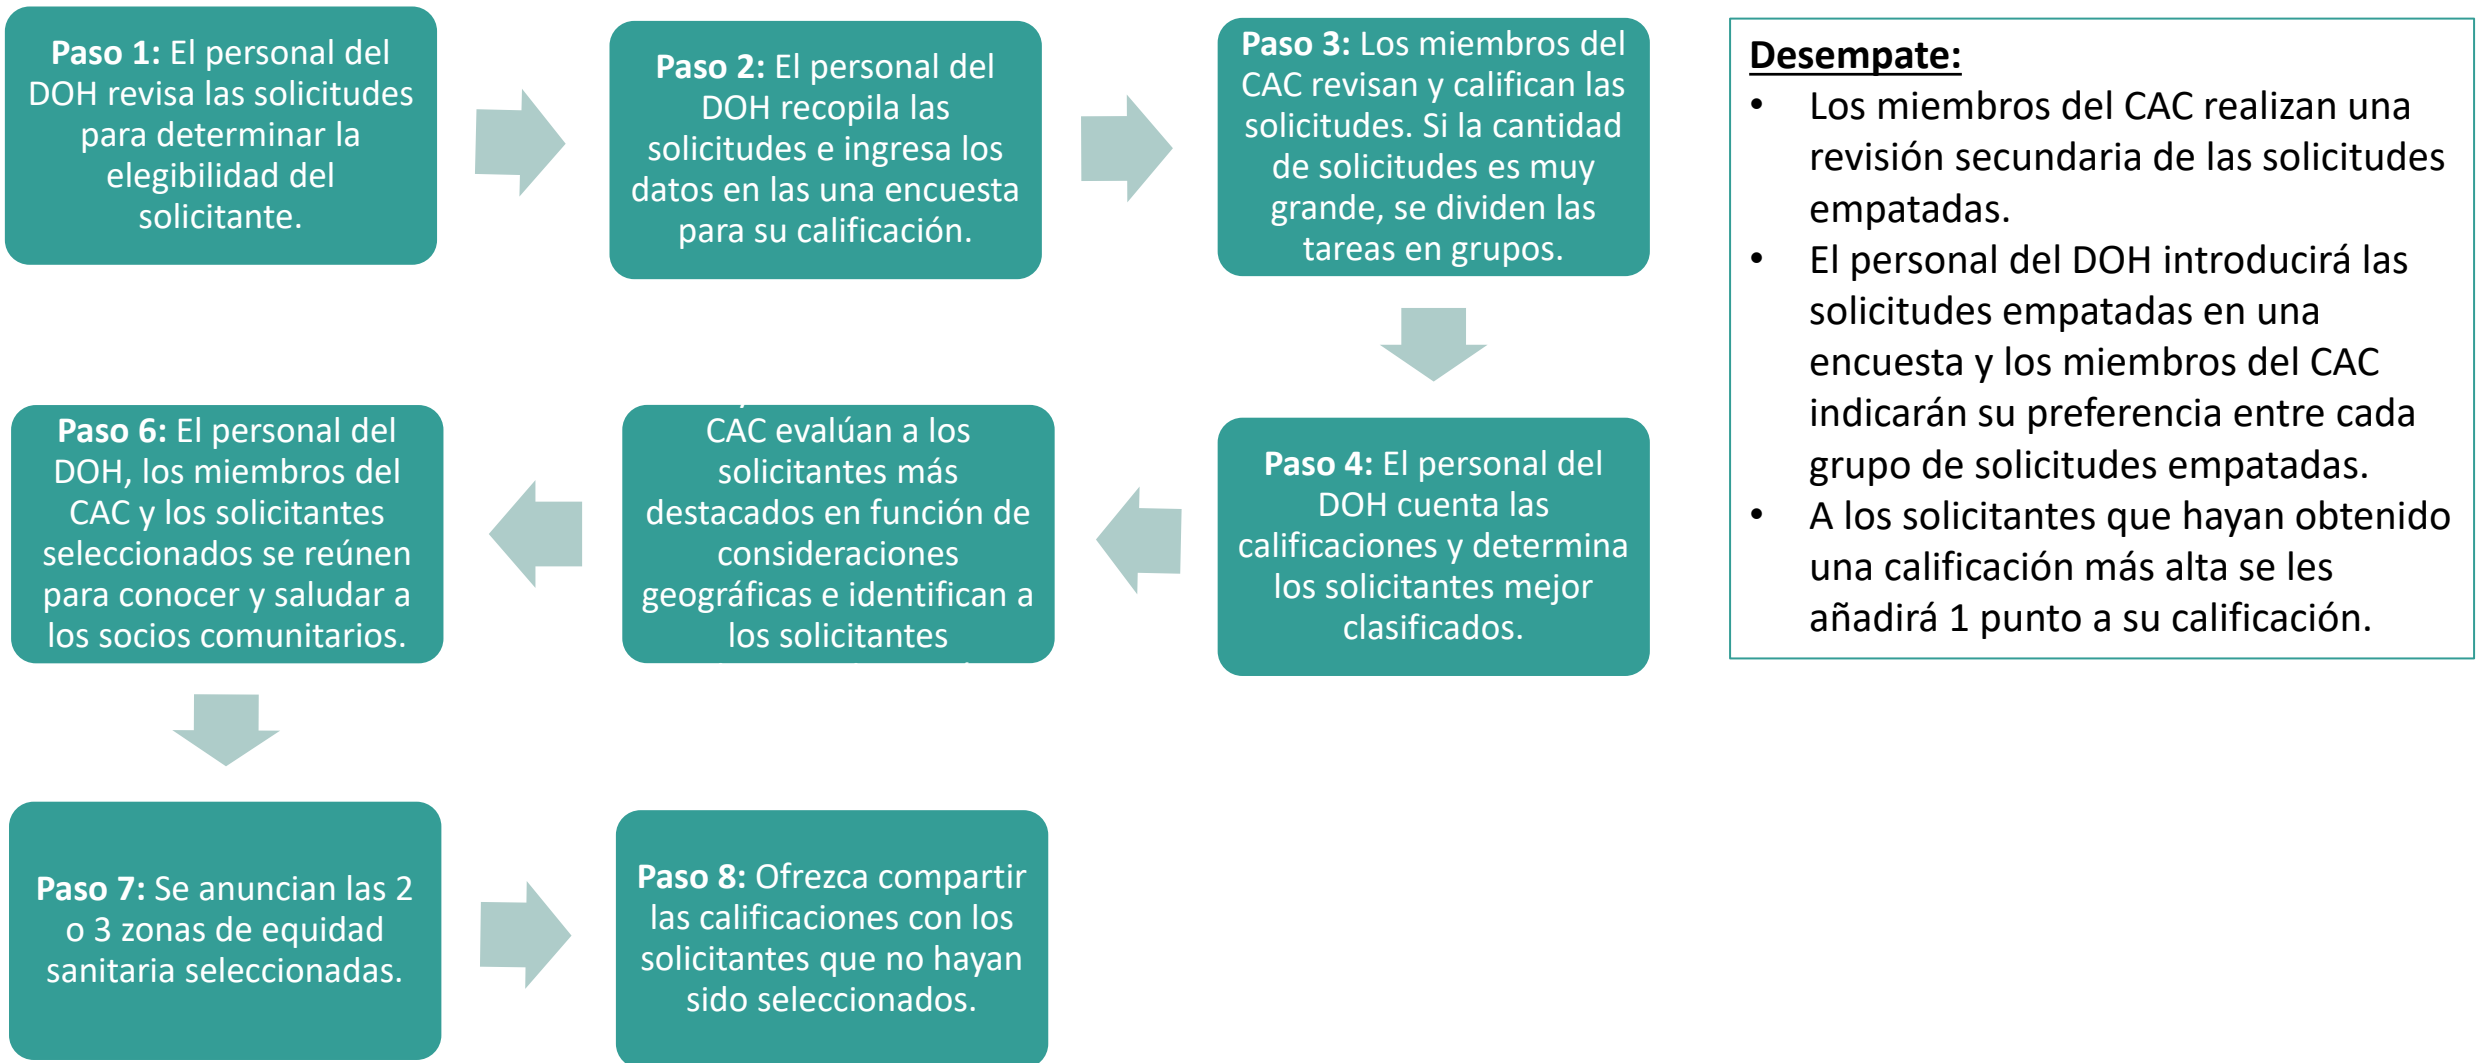 Paso 1: El personal del
DOH revisa las solicitudes
para determinar la
elegibilidad del
solicitante.
Paso 2: El personal del
DOH recopila las
solicitudes e ingresa los
datos en las una encuesta
para su calificación.
Paso 3: Los miembros del
CAC revisan y califican las
solicitudes. Si la cantidad
de solicitudes es muy
grande, se dividen las
tareas en grupos.
Paso 4: El personal del
DOH cuenta las
calificaciones y determina
los solicitantes mejor
clasificados.
CAC evalúan a los
solicitantes más
destacados en función de
consideraciones
geográficas e identifican a
los solicitantes
Paso 6: El personal del
DOH, los miembros del
CAC y los solicitantes
seleccionados se reúnen
para conocer y saludar a
los socios comunitarios.
Paso 7: Se anuncian las 2
o 3 zonas de equidad
sanitaria seleccionadas.
Paso 8: Ofrezca compartir
las calificaciones con los
solicitantes que no hayan
sido seleccionados.
Desempate:
• Los miembros del CAC realizan una
revisión secundaria de las solicitudes
empatadas.
• El personal del DOH introducirá las
solicitudes empatadas en una
encuesta y los miembros del CAC
indicarán su preferencia entre cada
grupo de solicitudes empatadas.
• A los solicitantes que hayan obtenido
una calificación más alta se les
añadirá 1 punto a su calificación.